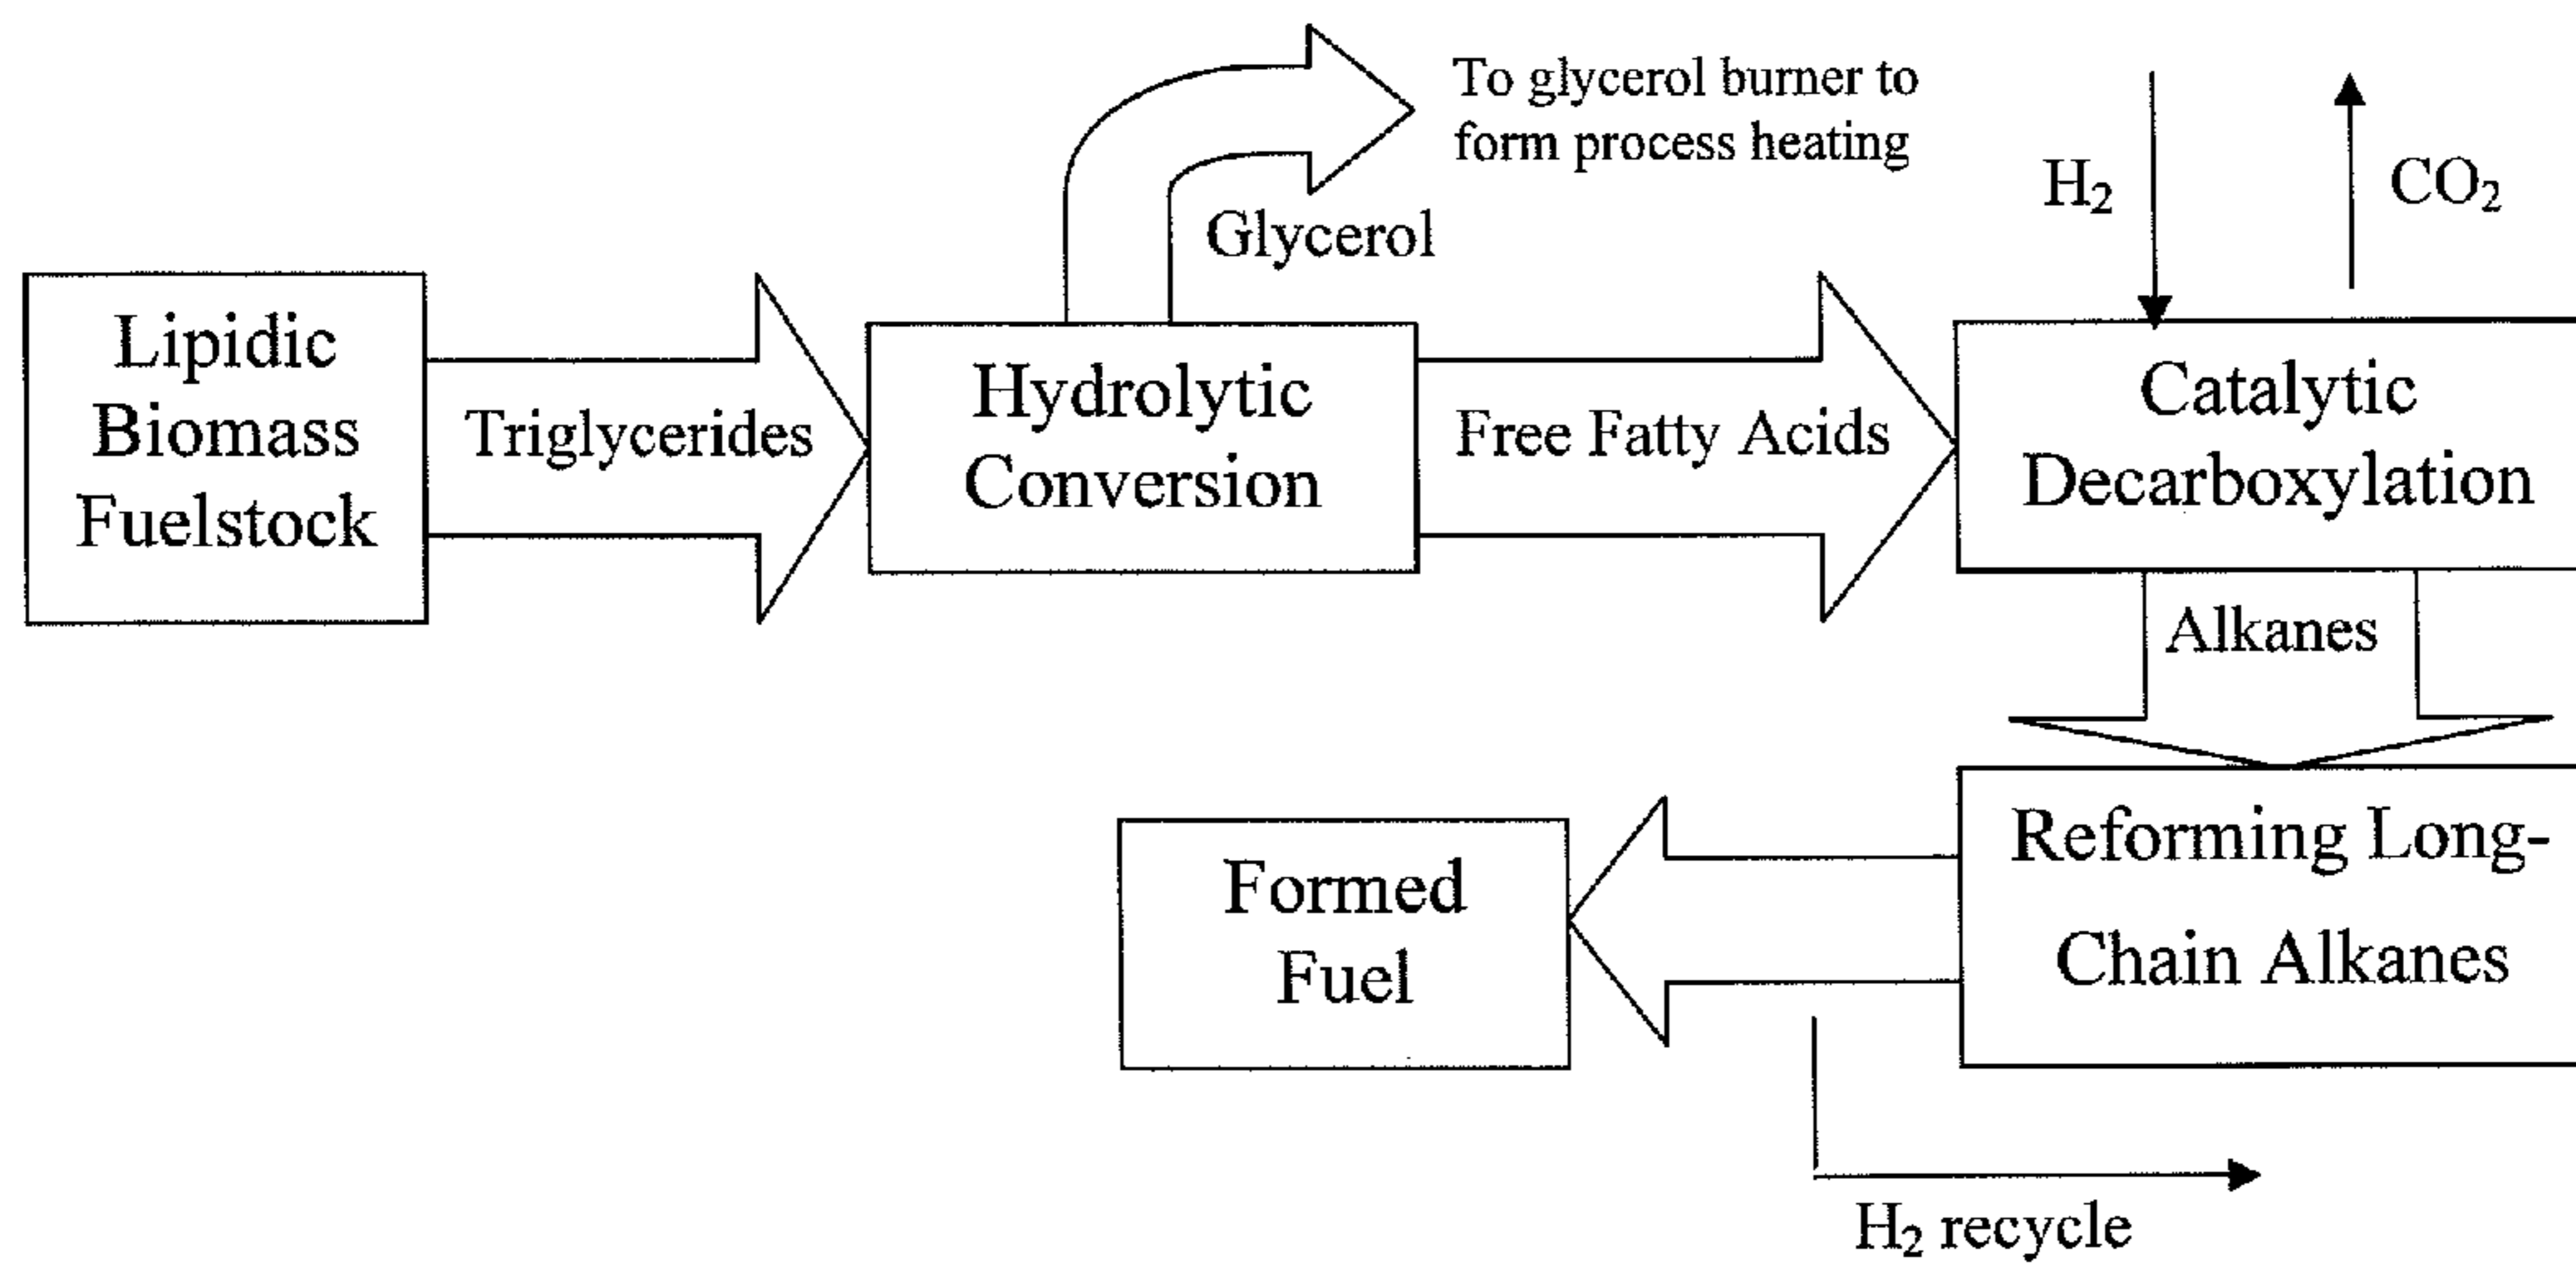 To glycerol burner to
form process heating
H₂
CO₂
Glycerol
Lipidic
Biomass
Fuelstock
Triglycerides
Hydrolytic
Conversion
Free Fatty Acids
Catalytic
Decarboxylation
Alkanes
Reforming Long-
Chain Alkanes
Formed
Fuel
H₂ recycle